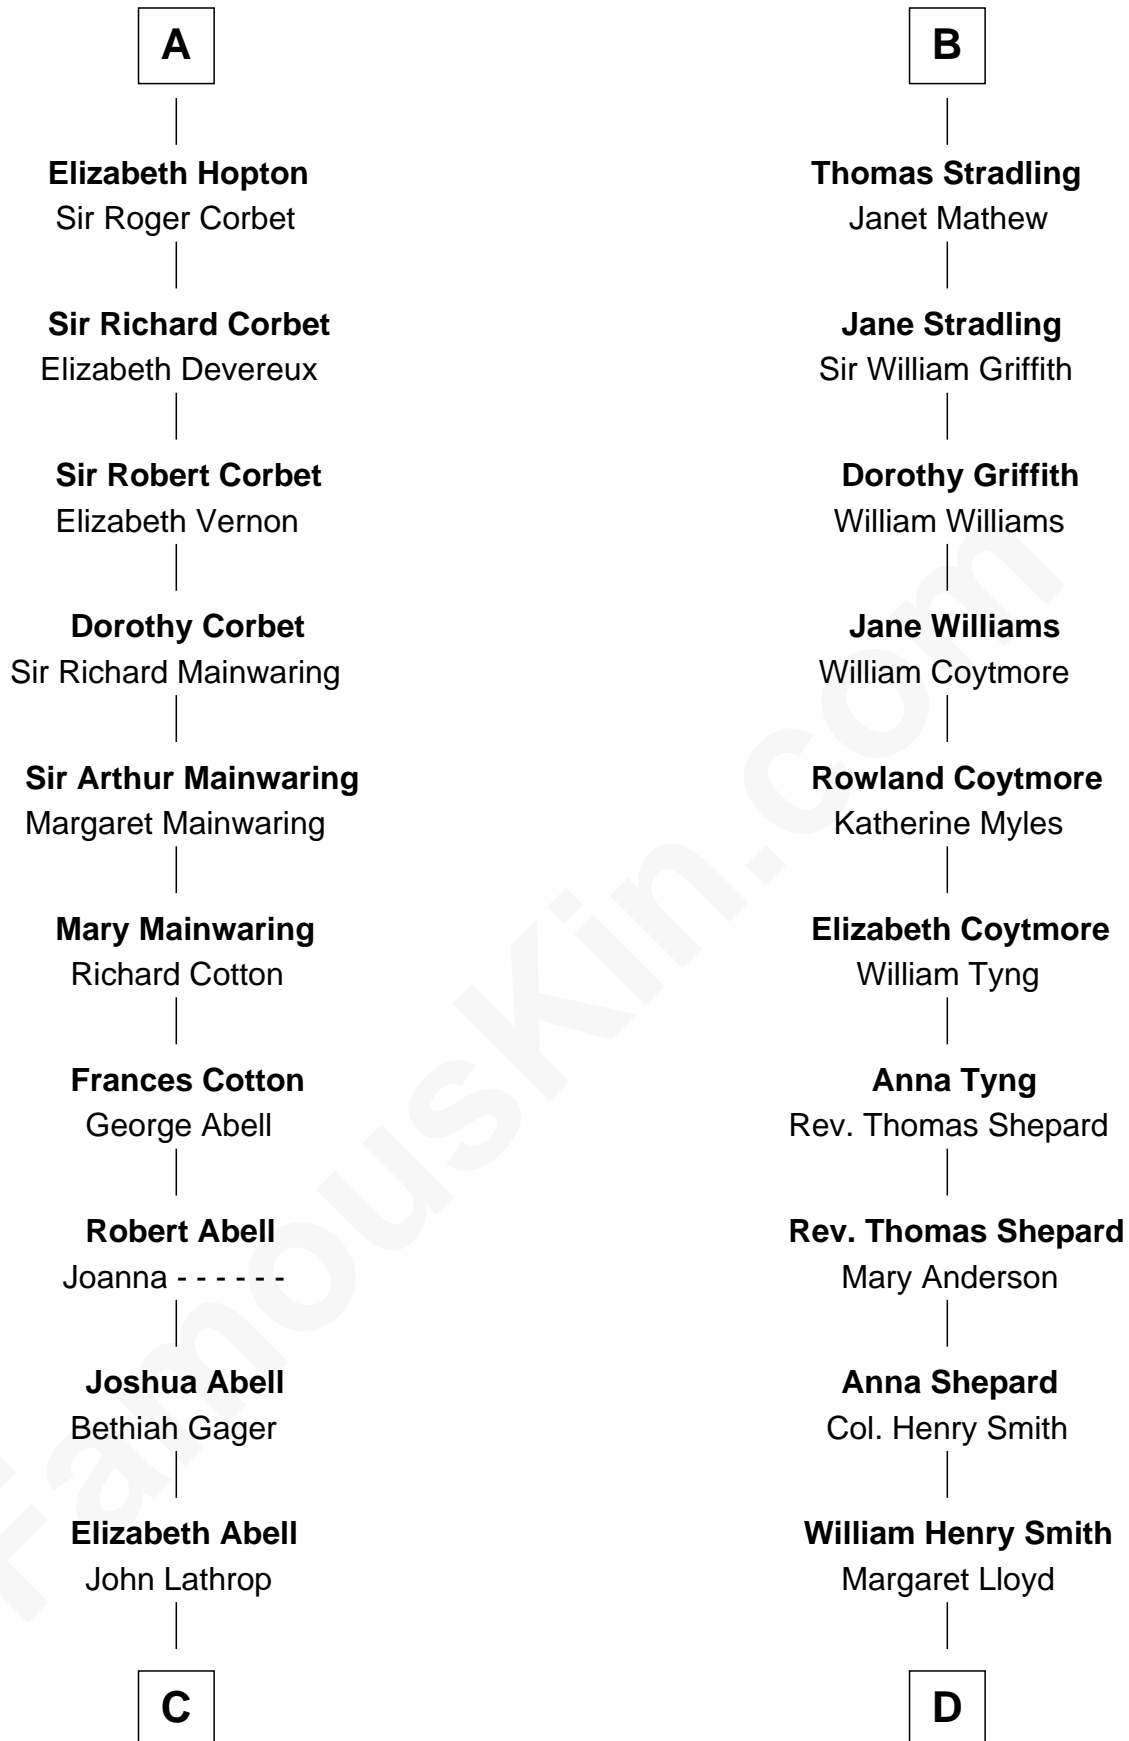 A
Elizabeth Hopton
Sir Roger Corbet
Sir Richard Corbet
Elizabeth Devereux
Sir Robert Corbet
Elizabeth Vernon
Dorothy Corbet
Sir Richard Mainwaring
Sir Arthur Mainwaring
Margaret Mainwaring
Mary Mainwaring
Richard Cotton
Frances Cotton
George Abell
Robert Abell
Joanna - - - - - -
Joshua Abell
Bethiah Gager
Elizabeth Abell
John Lathrop
C
B
Thomas Stradling
Janet Mathew
Jane Stradling
Sir William Griffith
Dorothy Griffith
William Williams
Jane Williams
William Coytmore
Rowland Coytmore
Katherine Myles
Elizabeth Coytmore
William Tyng
Anna Tyng
Rev. Thomas Shepard
Rev. Thomas Shepard
Mary Anderson
Anna Shepard
Col. Henry Smith
William Henry Smith
Margaret Lloyd
D
FamousKin.com